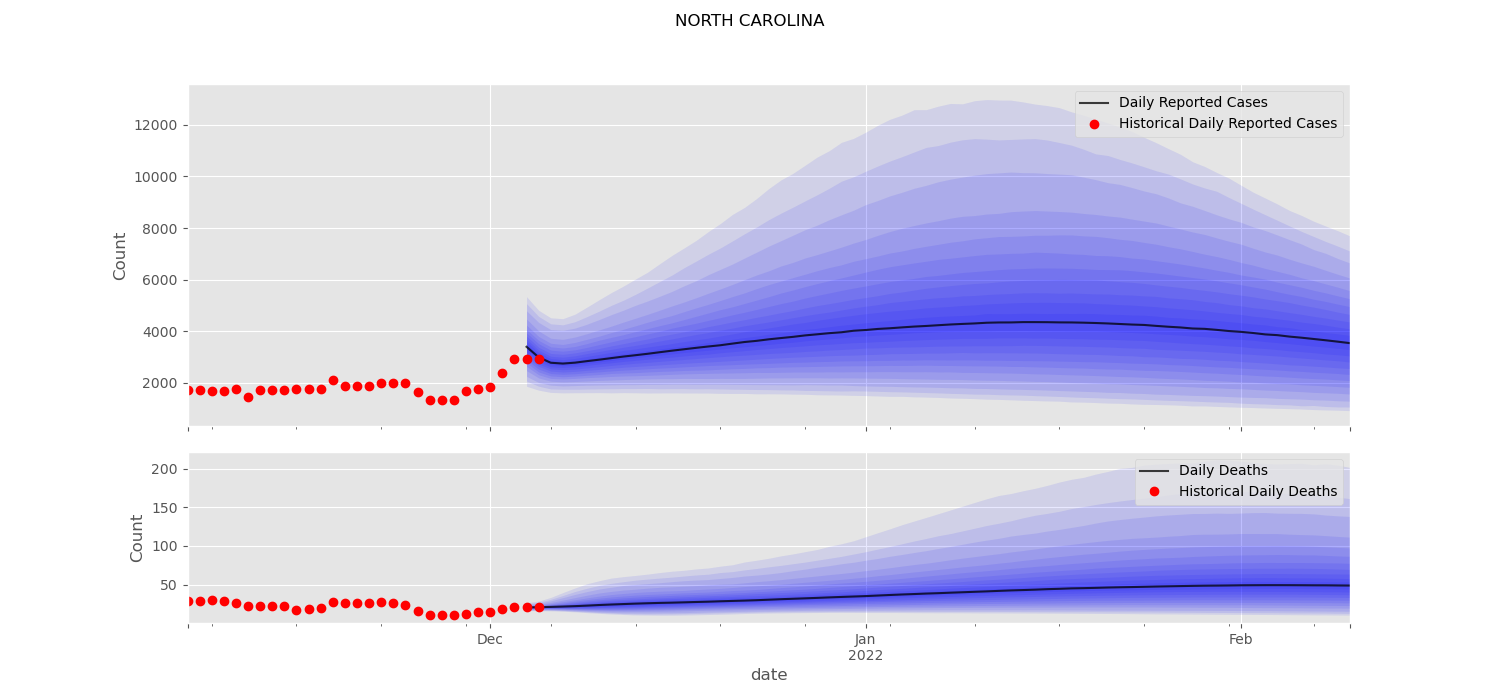 NORTH CAROLINA
Daily Reported Cases
Historical Daily Reported Cases
12000
10000
8000
6000
4000
2000
Count
Daily Deaths
Historical Daily Deaths
200
150
100
50
Count
Dec
Jan
2022
Feb
date